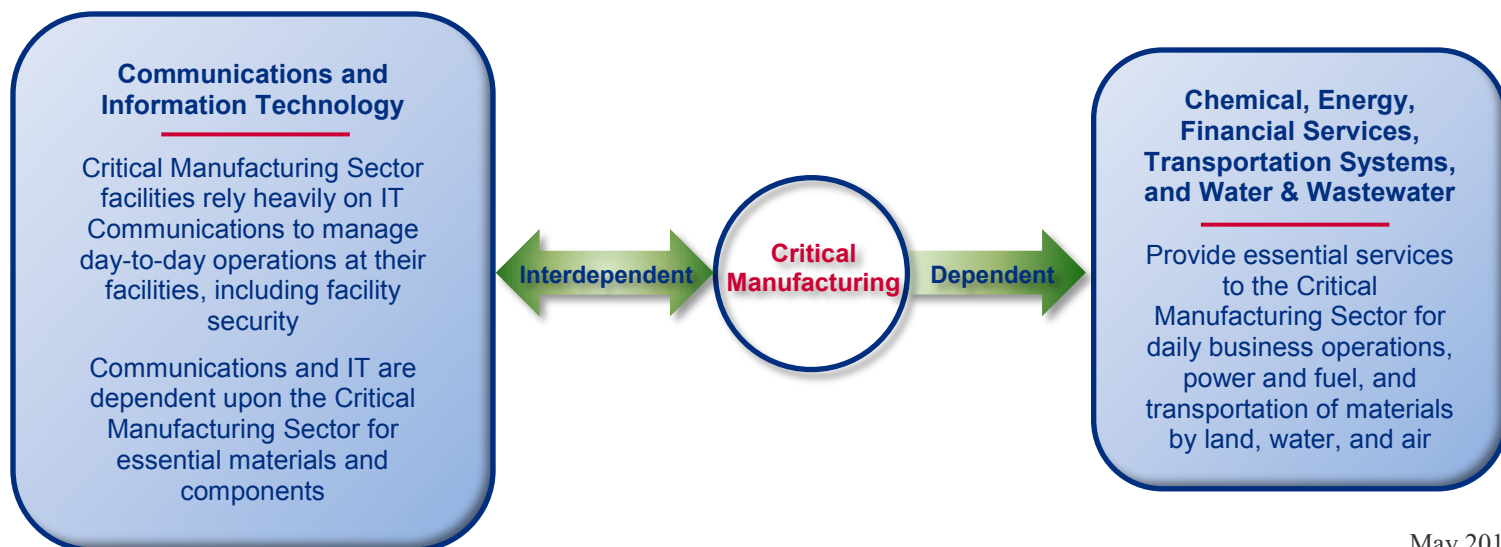 Communications and
Information Technology
Critical Manufacturing Sector
facilities rely heavily on IT
Communications to manage
day-to-day operations at their
facilities, including facility
security
Communications and IT are
dependent upon the Critical
Manufacturing Sector for
essential materials and
components
Interdependent
Critical
Manufacturing
Dependent
Chemical, Energy,
Financial Services,
Transportation Systems,
and Water & Wastewater
Provide essential services
to the Critical
Manufacturing Sector for
daily business operations,
power and fuel, and
transportation of materials
by land, water, and air
May 201